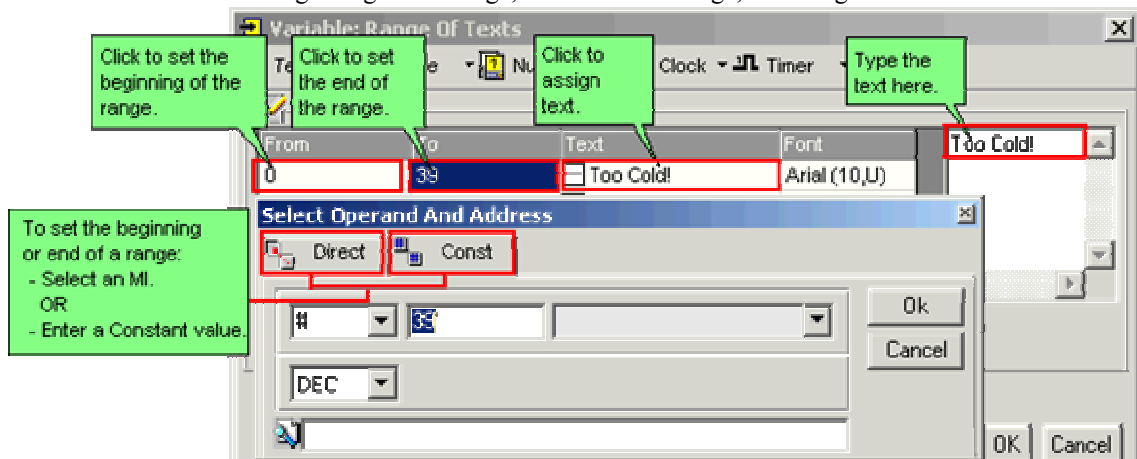 Variable: Range Of Texts
Click to set the
beginning of the
range.
Click to set
the end of
the range.
Click to
assign
text.
Clock
Timer
Type the
text here.
From
To
Text
Font
0
39
Too Cold!
Arial (10,U)
Too Cold!
To set the beginning
or end of a range:
- Select an MI.
OR
- Enter a Constant value.
Select Operand And Address
Direct
Const
#
39
Ok
Cancel
DEC
OK
Cancel